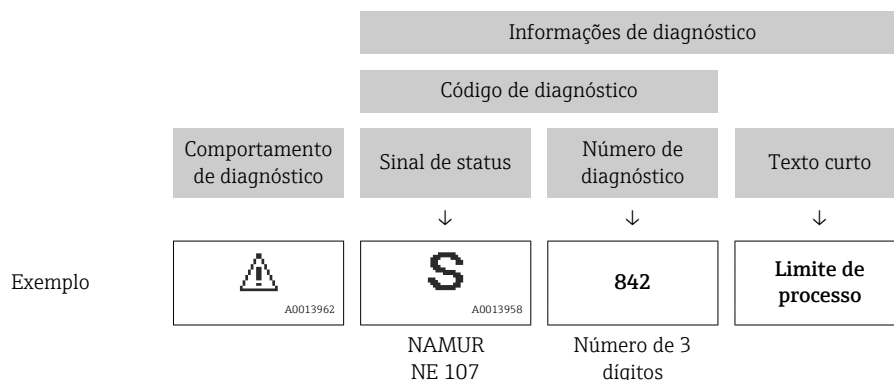 Informações de diagnóstico
Código de diagnóstico
Comportamento
de diagnóstico
Sinal de status
Número de
diagnóstico
Texto curto
↓ ↓ ↓
Exemplo
A0013962
S
A0013958
842
Limite de
processo
NAMUR
NE 107
Número de 3
dígitos